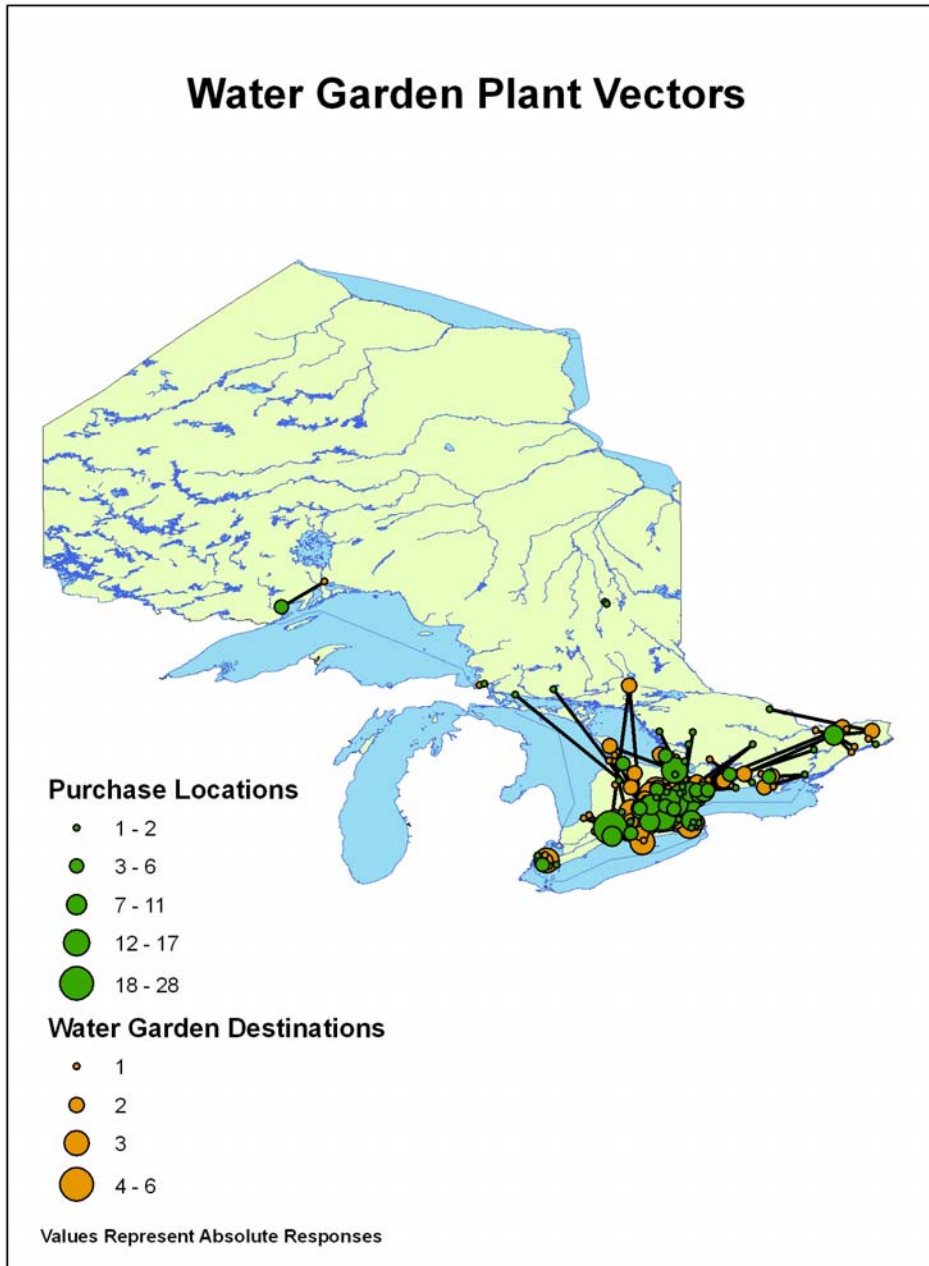 Water Garden Plant Vectors
Purchase Locations
1 - 2
3 - 6
7 - 11
12 - 17
18 - 28
Water Garden Destinations
1
2
3
4 - 6
Values Represent Absolute Responses